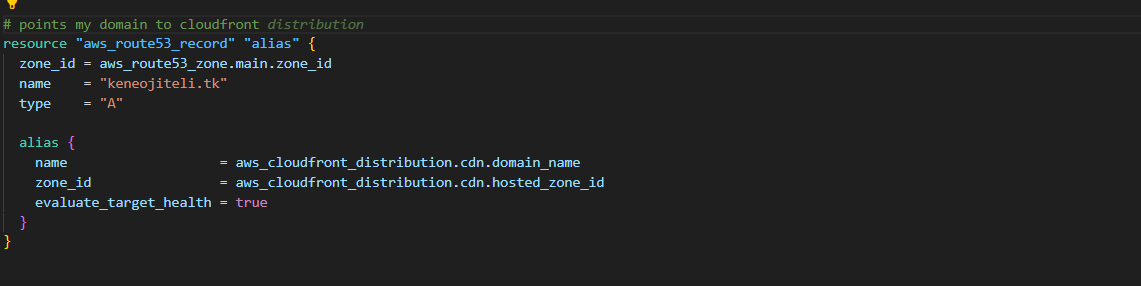 # points my domain to cloudfront distribution
resource "aws_route53_record" "alias" {
  zone_id = aws_route53_zone.main.zone_id
  name    = "keneojiteli.tk"
  type    = "A"

  alias {
    name                   = aws_cloudfront_distribution.cdn.domain_name
    zone_id                = aws_cloudfront_distribution.cdn.hosted_zone_id
    evaluate_target_health = true
  }
}